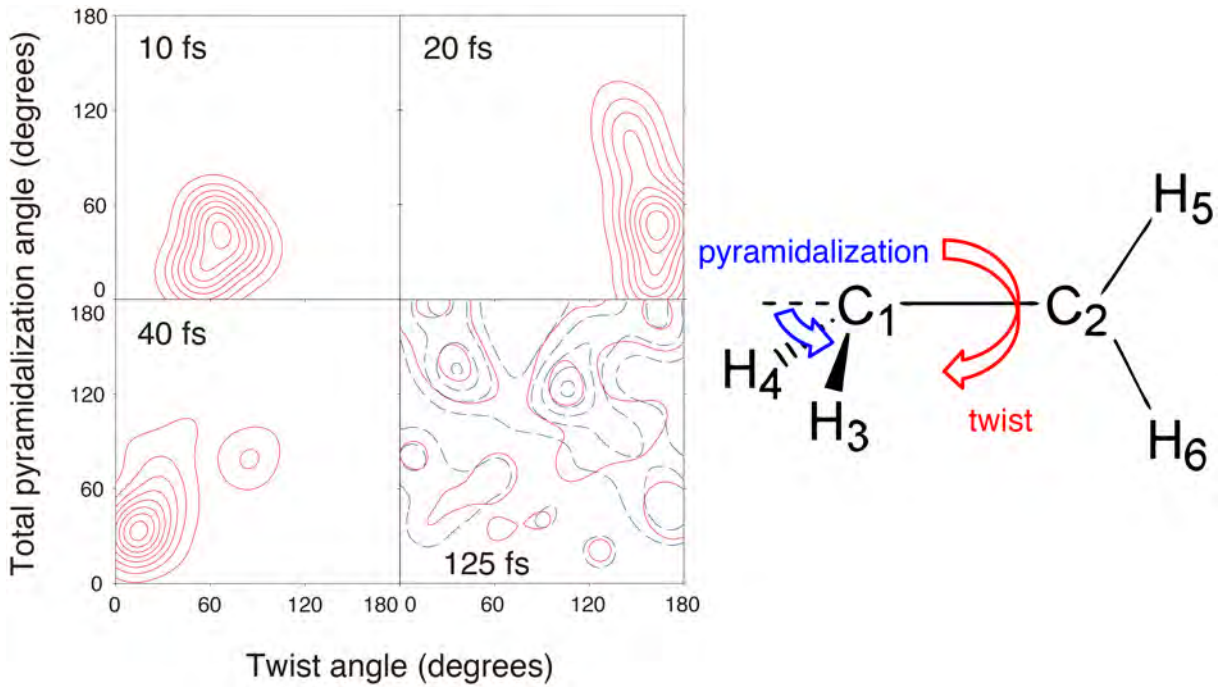 Total pyramidalization angle (degrees)
180
120
60
0
10 fs
20 fs
180
120
60
0
40 fs
125 fs
0
60
120
180
0
60
120
180
Twist angle (degrees)
pyramidalization
C1
C2
H5
H4
H3
twist
H6